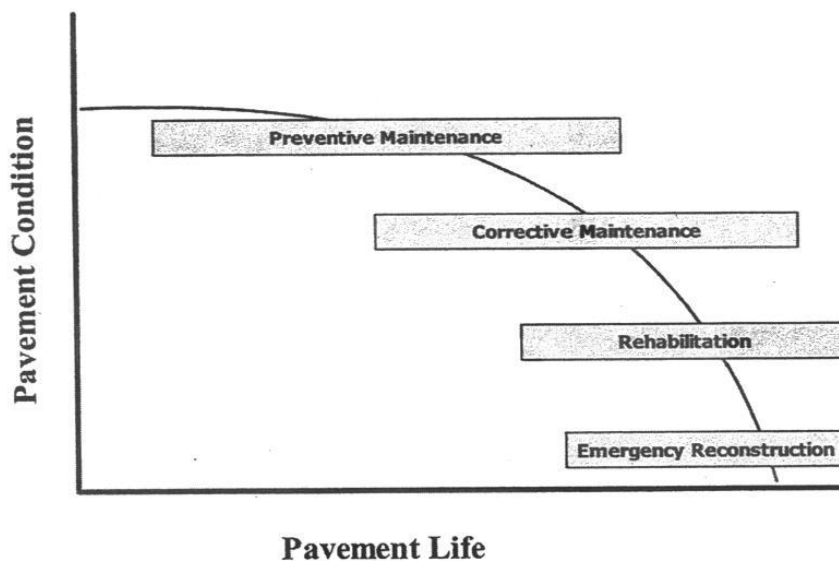 Preventive Maintenance
Corrective Maintenance
Rehabilitation
Emergency Reconstruction
Pavement Condition
Pavement Life